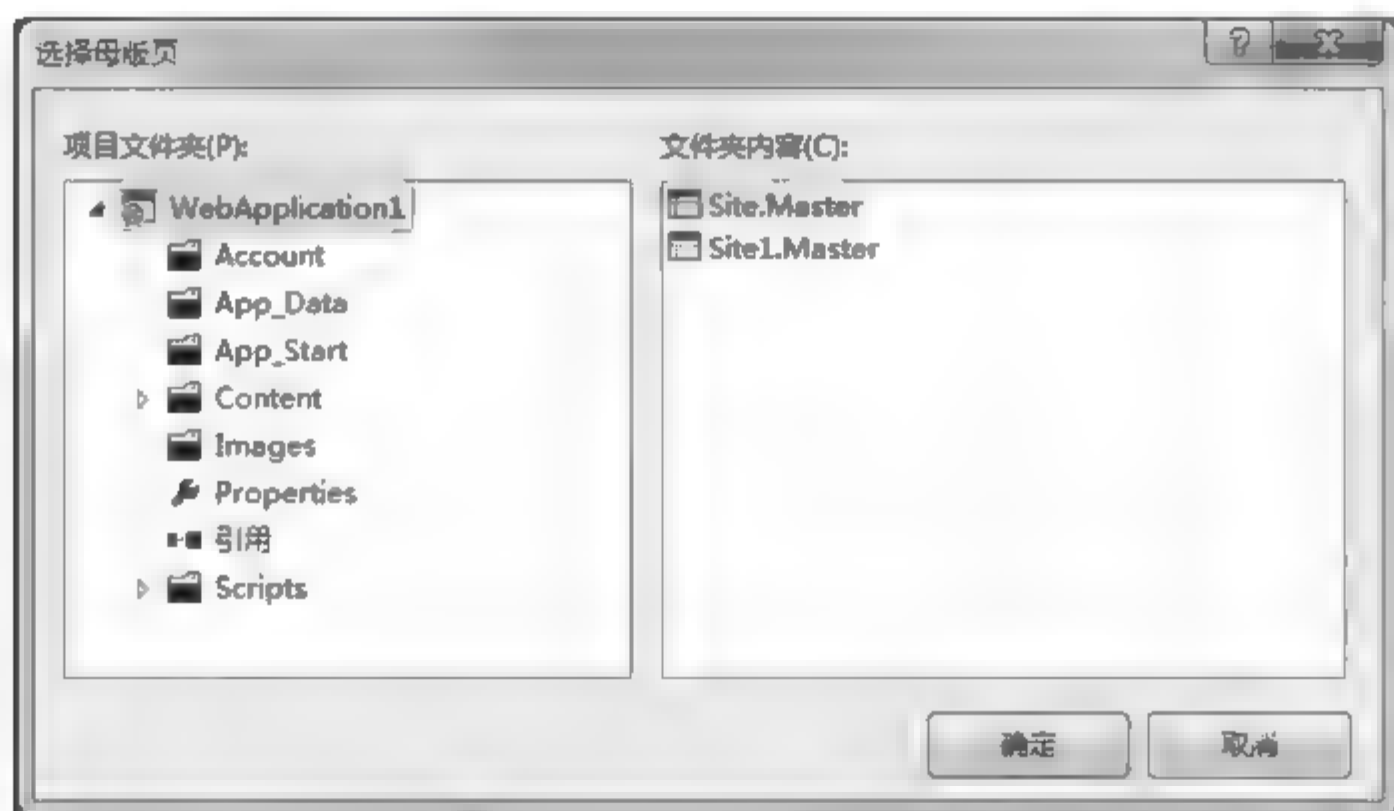 选择母版页
项目文件夹(P):
WebApplication1
Account
App_Data
App_Start
Content
Images
Properties
引用
Scripts
文件夹内容(C):
Site.Master
Site1.Master
确定
取消